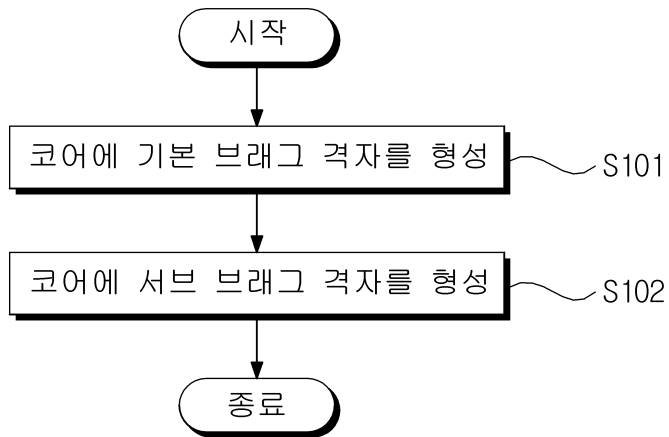 시작
코어에 기본 브래그 격자를 형성
S101
코어에 서브 브래그 격자를 형성
S102
종료